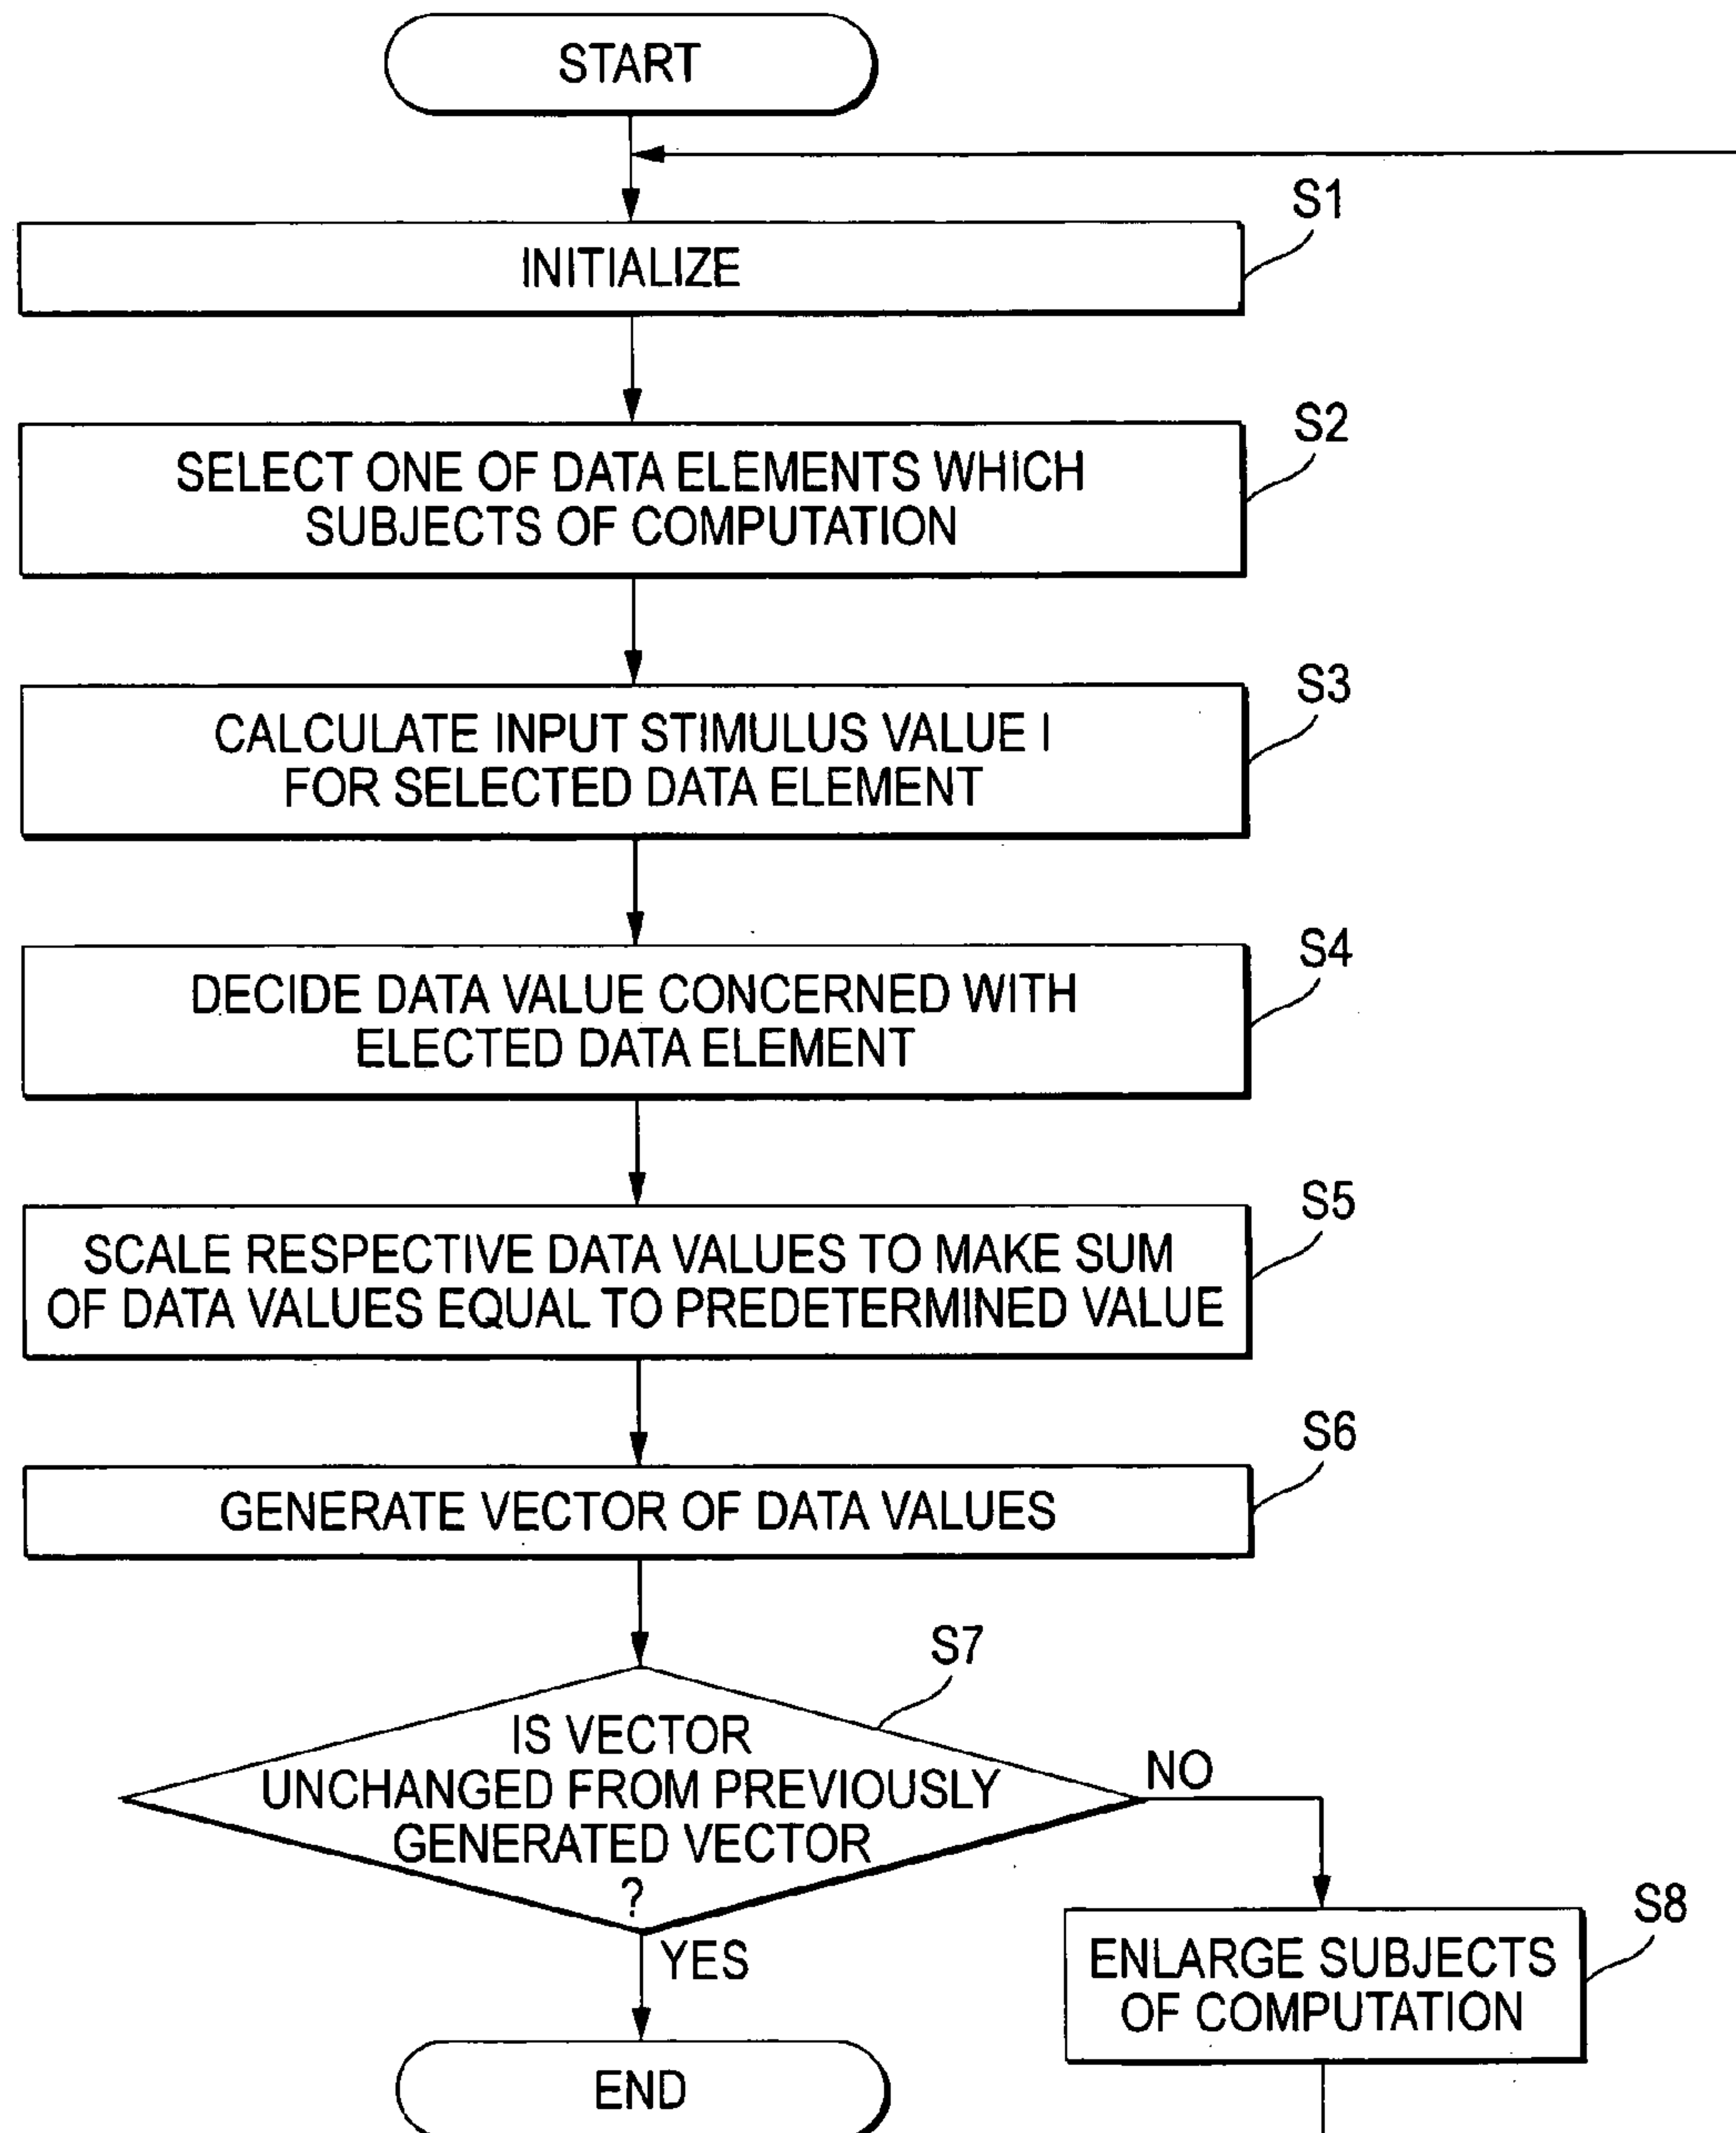 START
S1
INITIALIZE
S2
SELECT ONE OF DATA ELEMENTS WHICH
SUBJECTS OF COMPUTATION
S3
CALCULATE INPUT STIMULUS VALUE I
FOR SELECTED DATA ELEMENT
S4
DECIDE DATA VALUE CONCERNED WITH
ELECTED DATA ELEMENT
S5
SCALE RESPECTIVE DATA VALUES TO MAKE SUM
OF DATA VALUES EQUAL TO PREDETERMINED VALUE
S6
GENERATE VECTOR OF DATA VALUES
S7
IS VECTOR
UNCHANGED FROM PREVIOUSLY
GENERATED VECTOR
?
NO
YES
S8
ENLARGE SUBJECTS
OF COMPUTATION
END